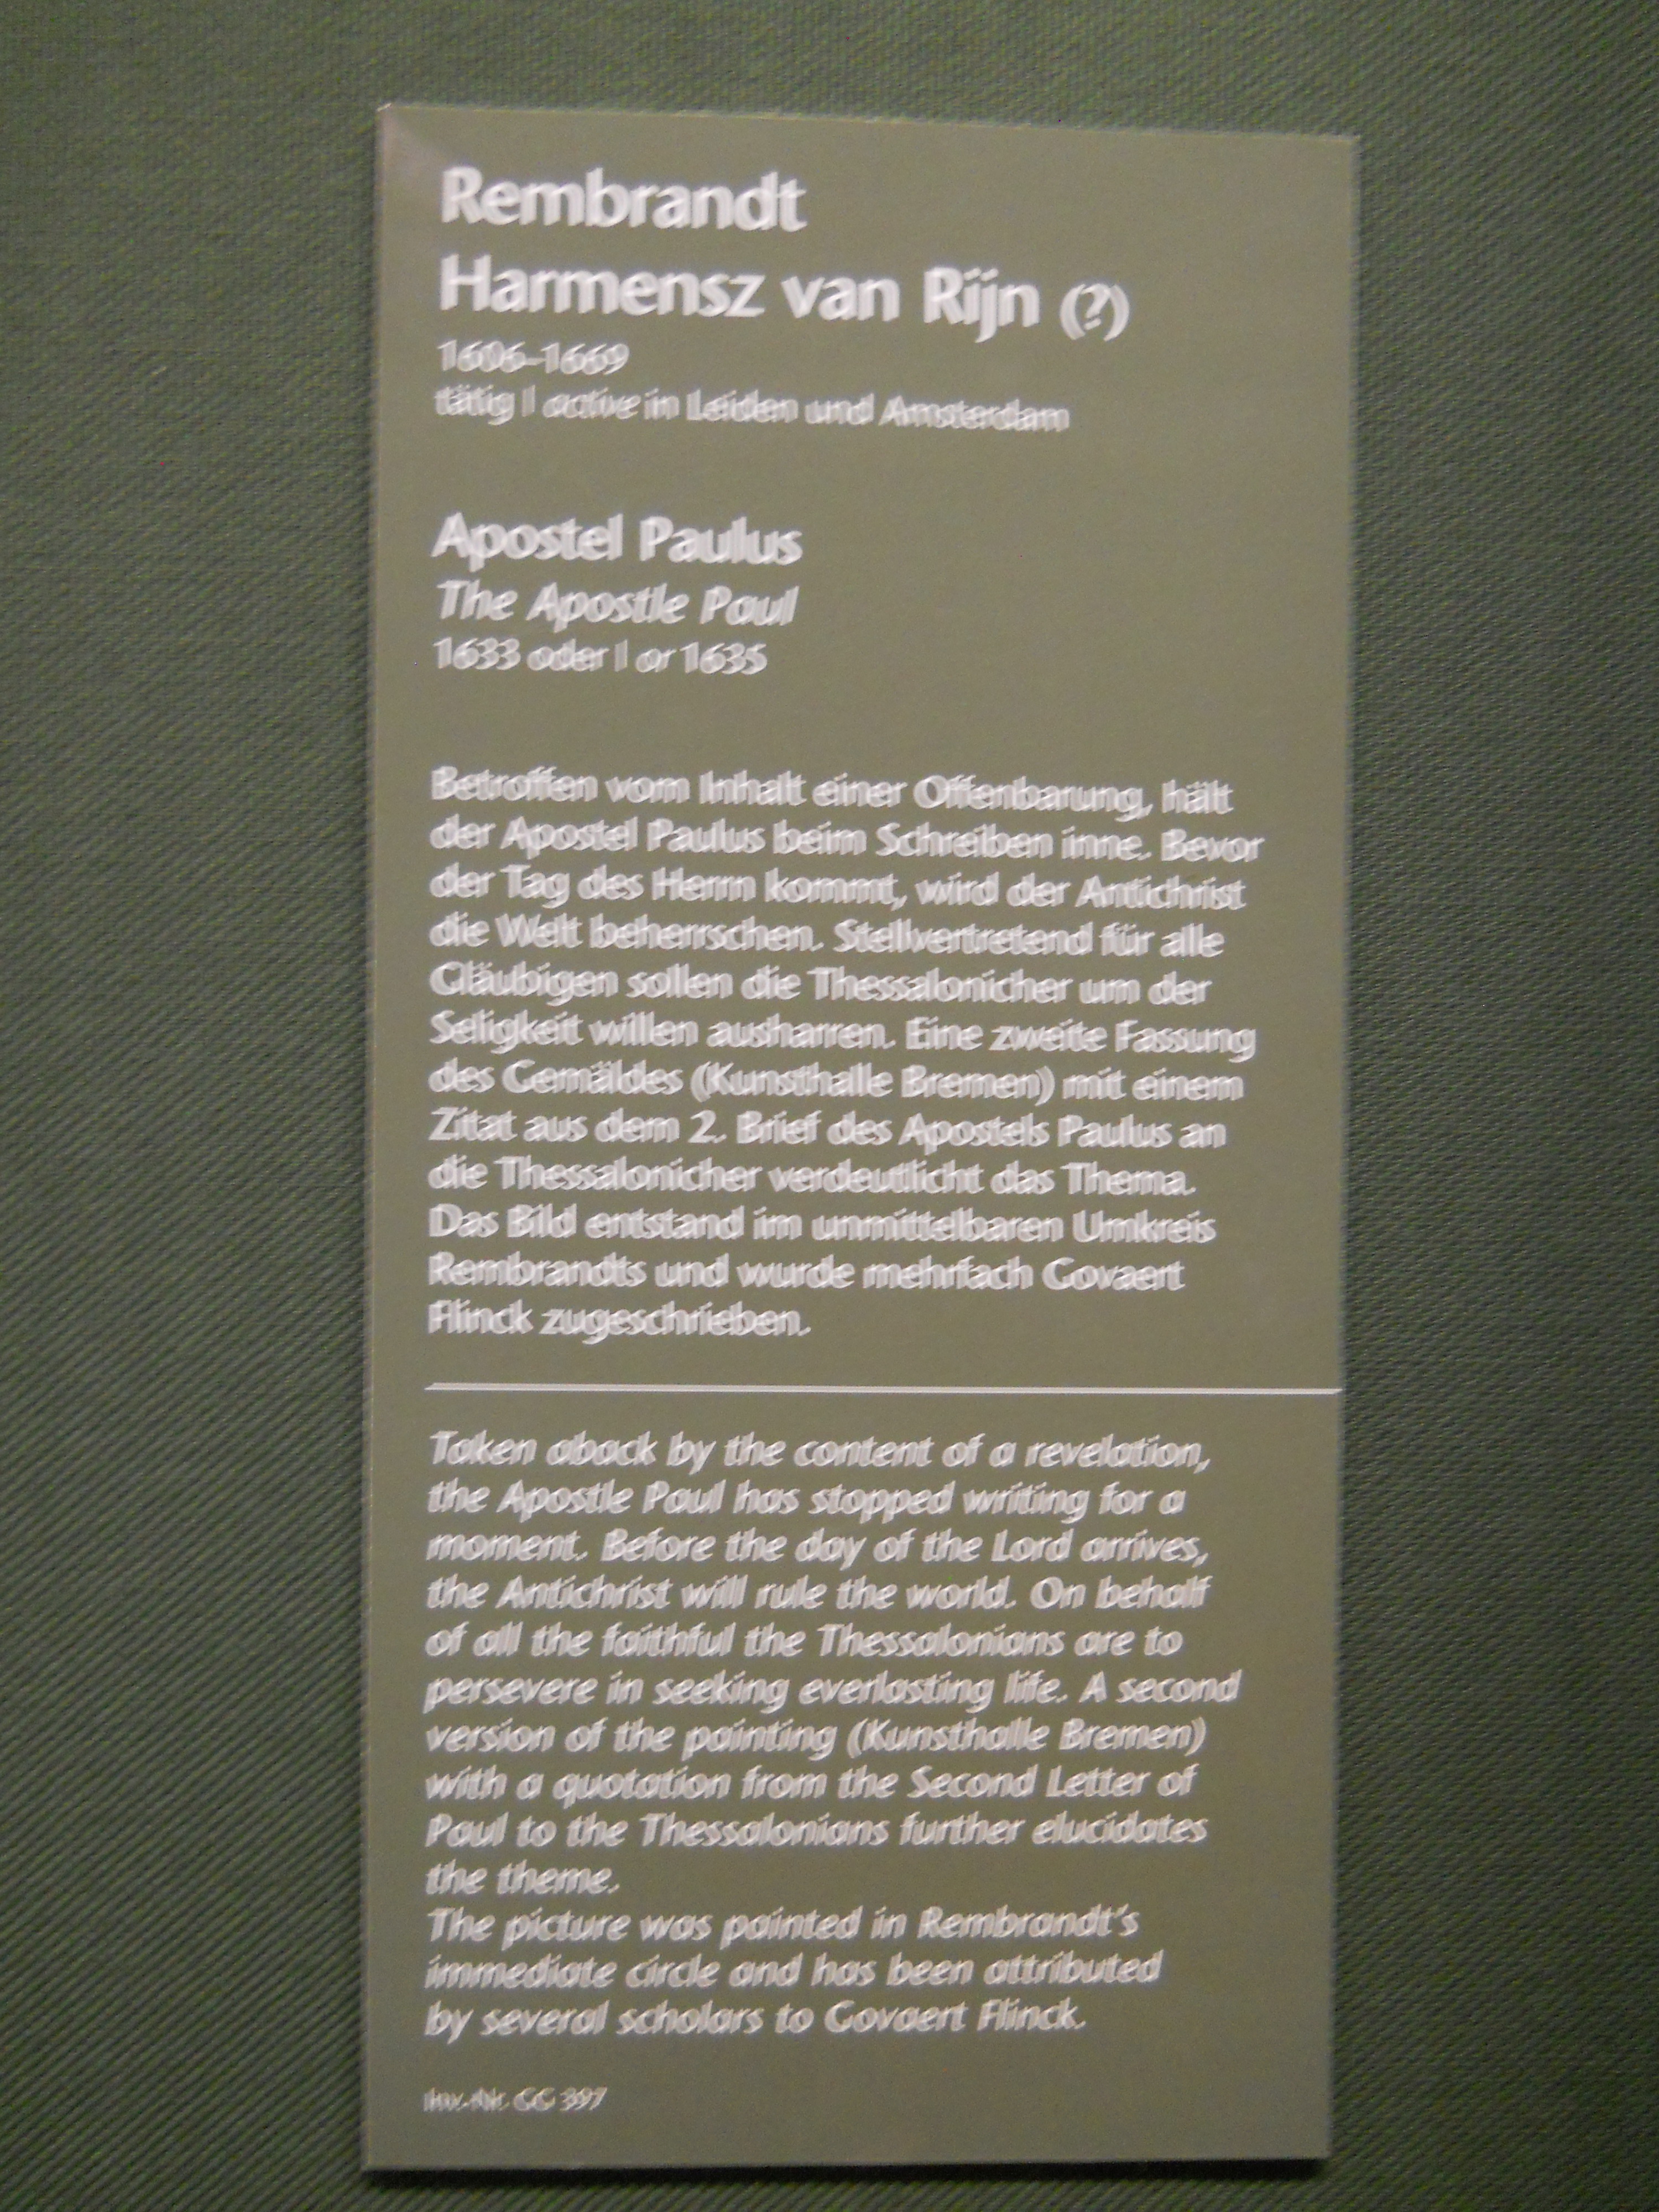 Rembrandt
Harmensz van Rijn (?)
1606–1669
tätig | active in Leiden und Amsterdam
Apostel Paulus
The Apostle Paul
1633 oder | or 1635
Betroffen vom Inhalt einer Offenbarung, hält
der Apostel Paulus beim Schreiben inne. Bevor
der Tag des Herrn kommt, wird der Antichrist
die Welt beherrschen. Stellvertretend für alle
Gläubigen sollen die Thessalonicher um der
Seligkeit willen ausharren. Eine zweite Fassung
des Gemäldes (Kunsthalle Bremen) mit einem
Zitat aus dem 2. Brief des Apostels Paulus an
die Thessalonicher verdeutlicht das Thema.
Das Bild entstand im unmittelbaren Umkreis
Rembrandts und wurde mehrfach Govaert
Flinck zugeschrieben.
Taken aback by the content of a revelation,
the Apostle Paul has stopped writing for a
moment. Before the day of the Lord arrives,
the Antichrist will rule the world. On behalf
of all the faithful the Thessalonians are to
persevere in seeking everlasting life. A second
version of the painting (Kunsthalle Bremen)
with a quotation from the Second Letter of
Paul to the Thessalonians further elucidates
the theme.
The picture was painted in Rembrandt's
immediate circle and has been attributed
by several scholars to Govaert Flinck.
Inv.-Nr. GG 397